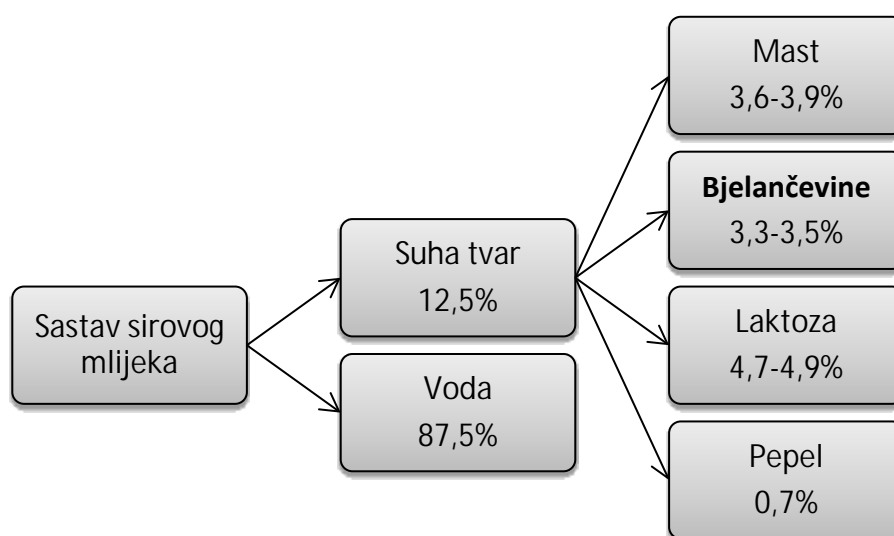 Sastav sirovog
mlijeka
Suha tvar
12,5%
Voda
87,5%
Mast
3,6-3,9%
Bjelančevine
3,3-3,5%
Laktoza
4,7-4,9%
Pepel
0,7%